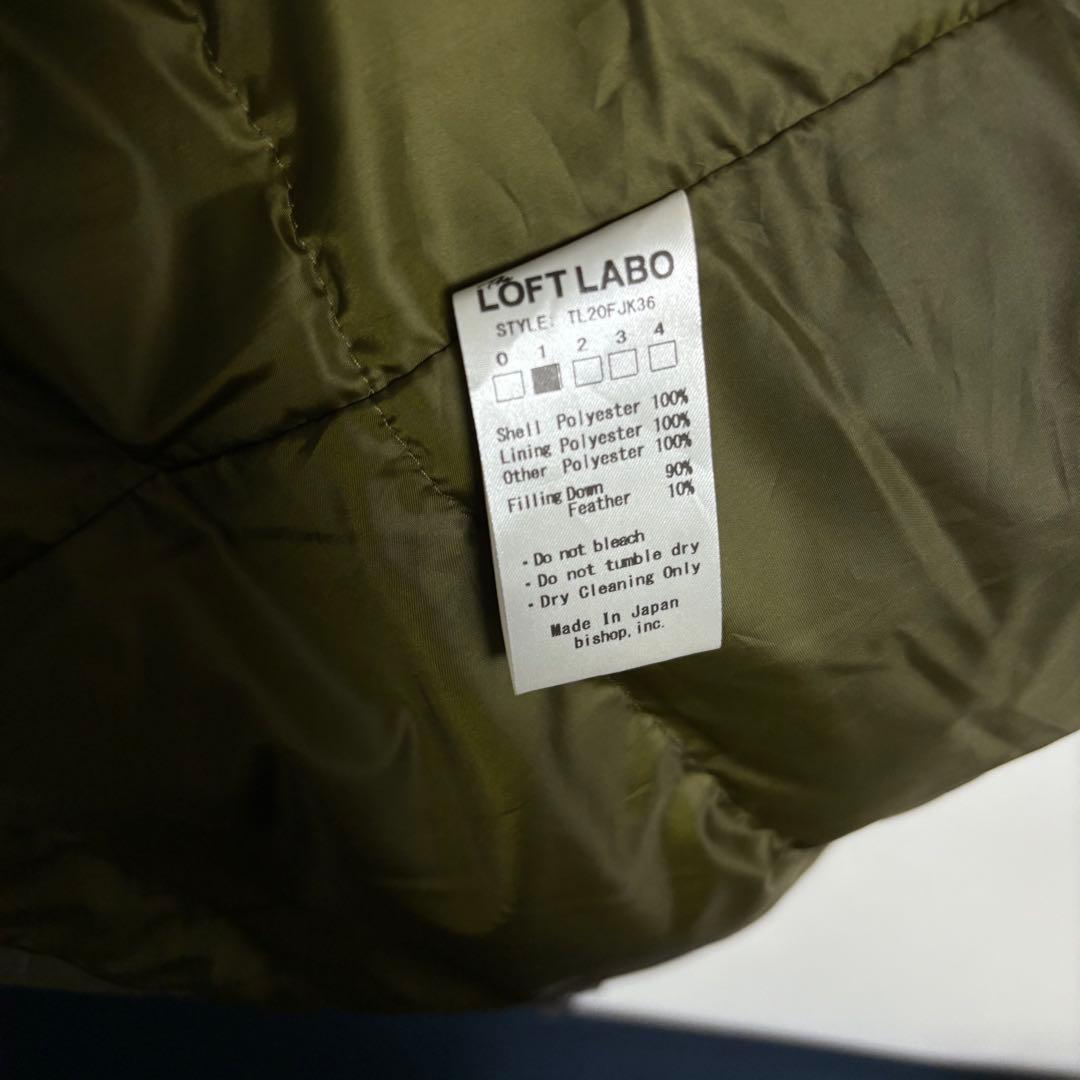 The
LOFT LABO
STYLE: TL20FJK36
0 1 2 3 4
Shell Polyester 100%
Lining Polyester 100%
Other Polyester 100%
Filling Down 90%
Feather 10%
・Do not bleach
・Do not tumble dry
・Dry Cleaning Only
Made In Japan
bishop, inc.